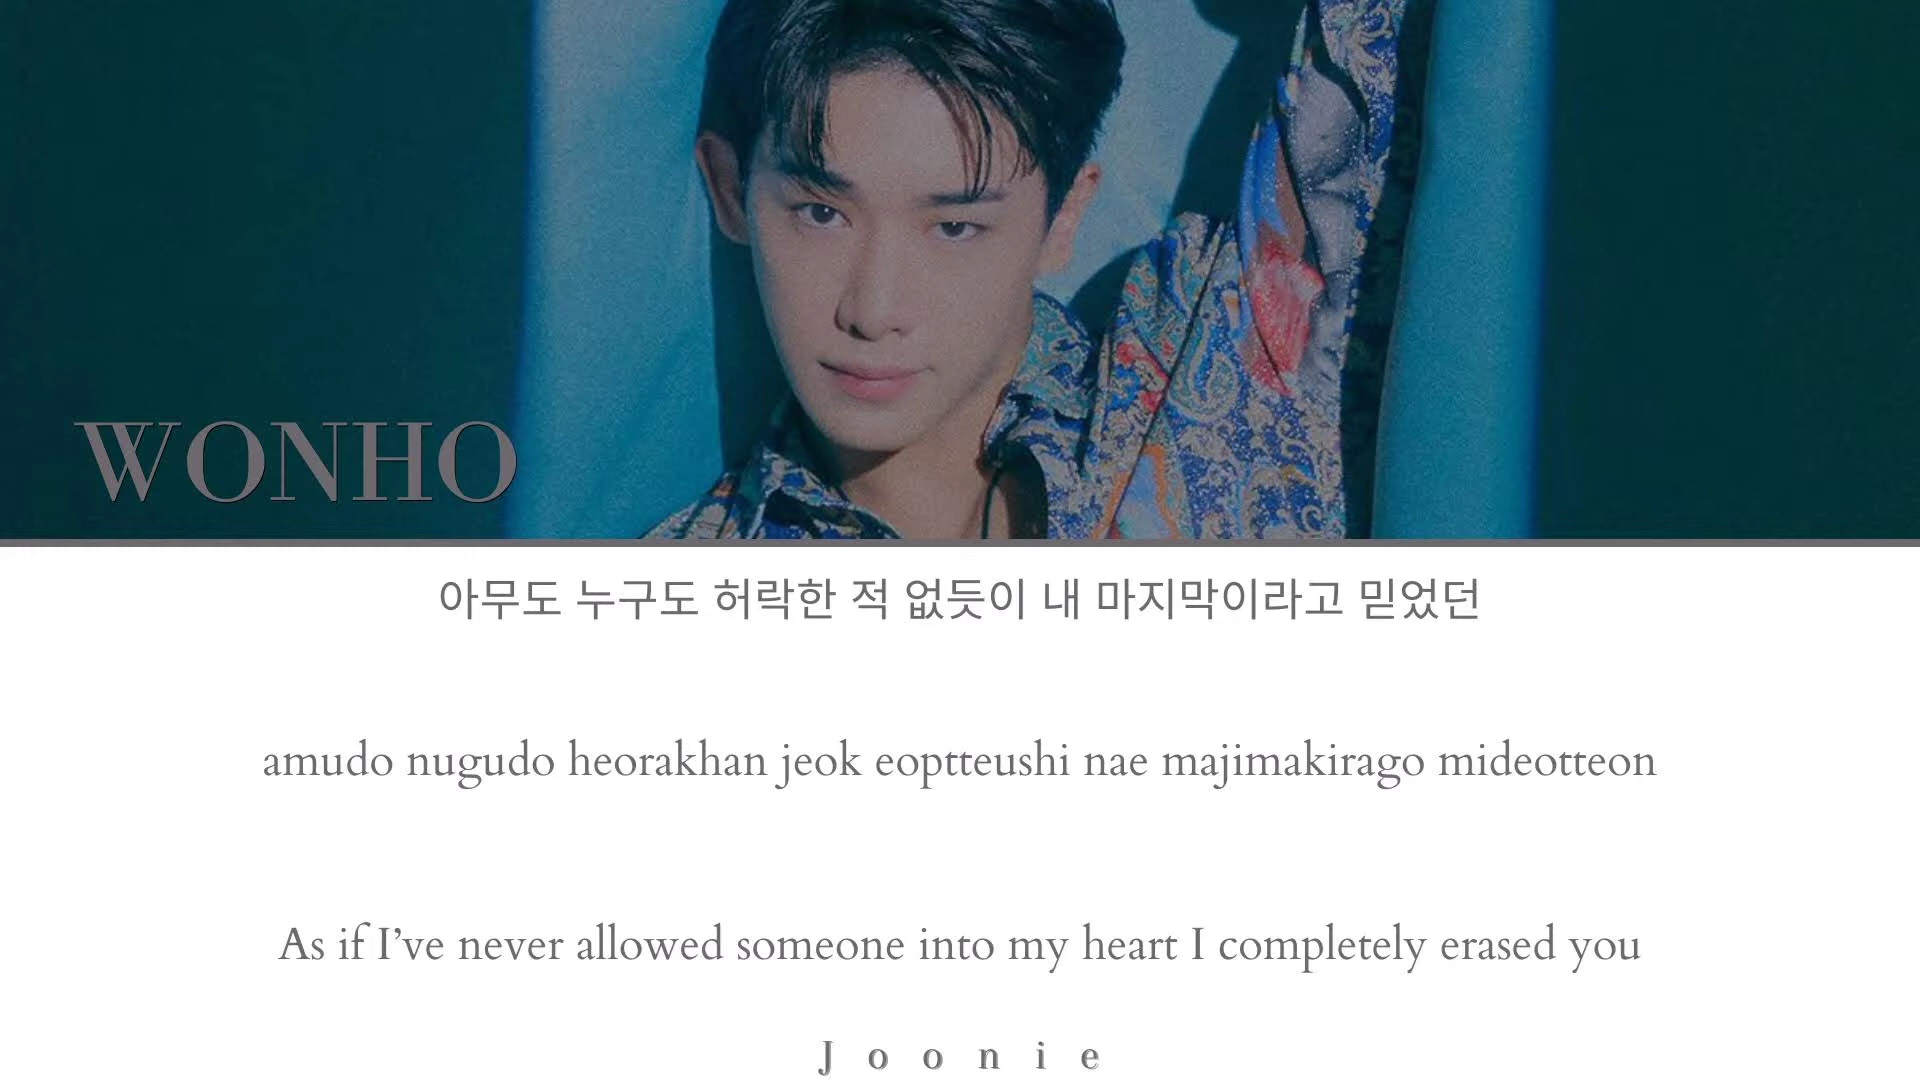 WONHO
아무도 누구도 허락한 적 없듯이 내 마지막이라고 믿었던
amudo nugudo heorakhan jeok eoptteushi nae majimakirago mideotteon
As if I’ve never allowed someone into my heart I completely erased you
Joonie